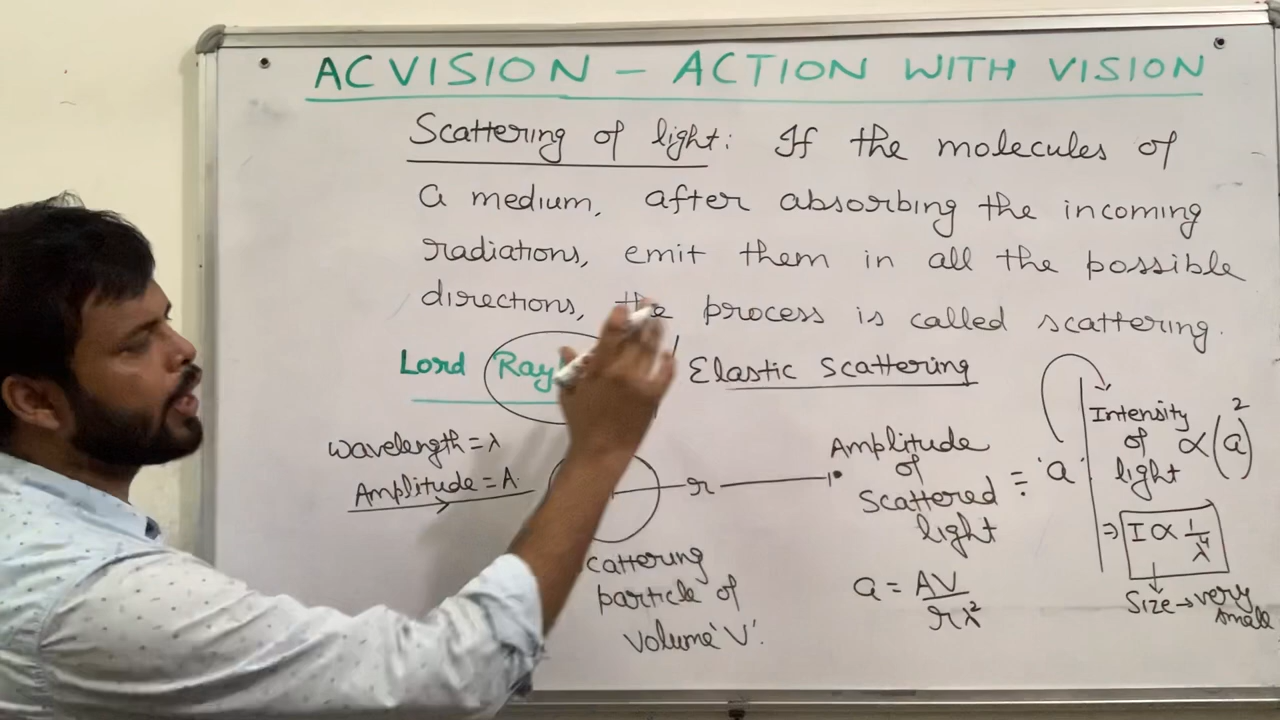 ACVISION - ACTION WITH VISION
Scattering of light: If the molecules of
a medium, after absorbing the incoming
radiations, emit them in all the possible
directions, the process is called scattering.
Lord Ray Elastic Scattering
Wavelength = λ
Amplitude = A
r
cattering
particle of
volume 'V'.
Amplitude
of
Scattered
light
= 'a'
a = AV/rλ²
Intensity
of
light
∝ (a)²
⇒ I ∝ 1/λ⁴
Size → very
small